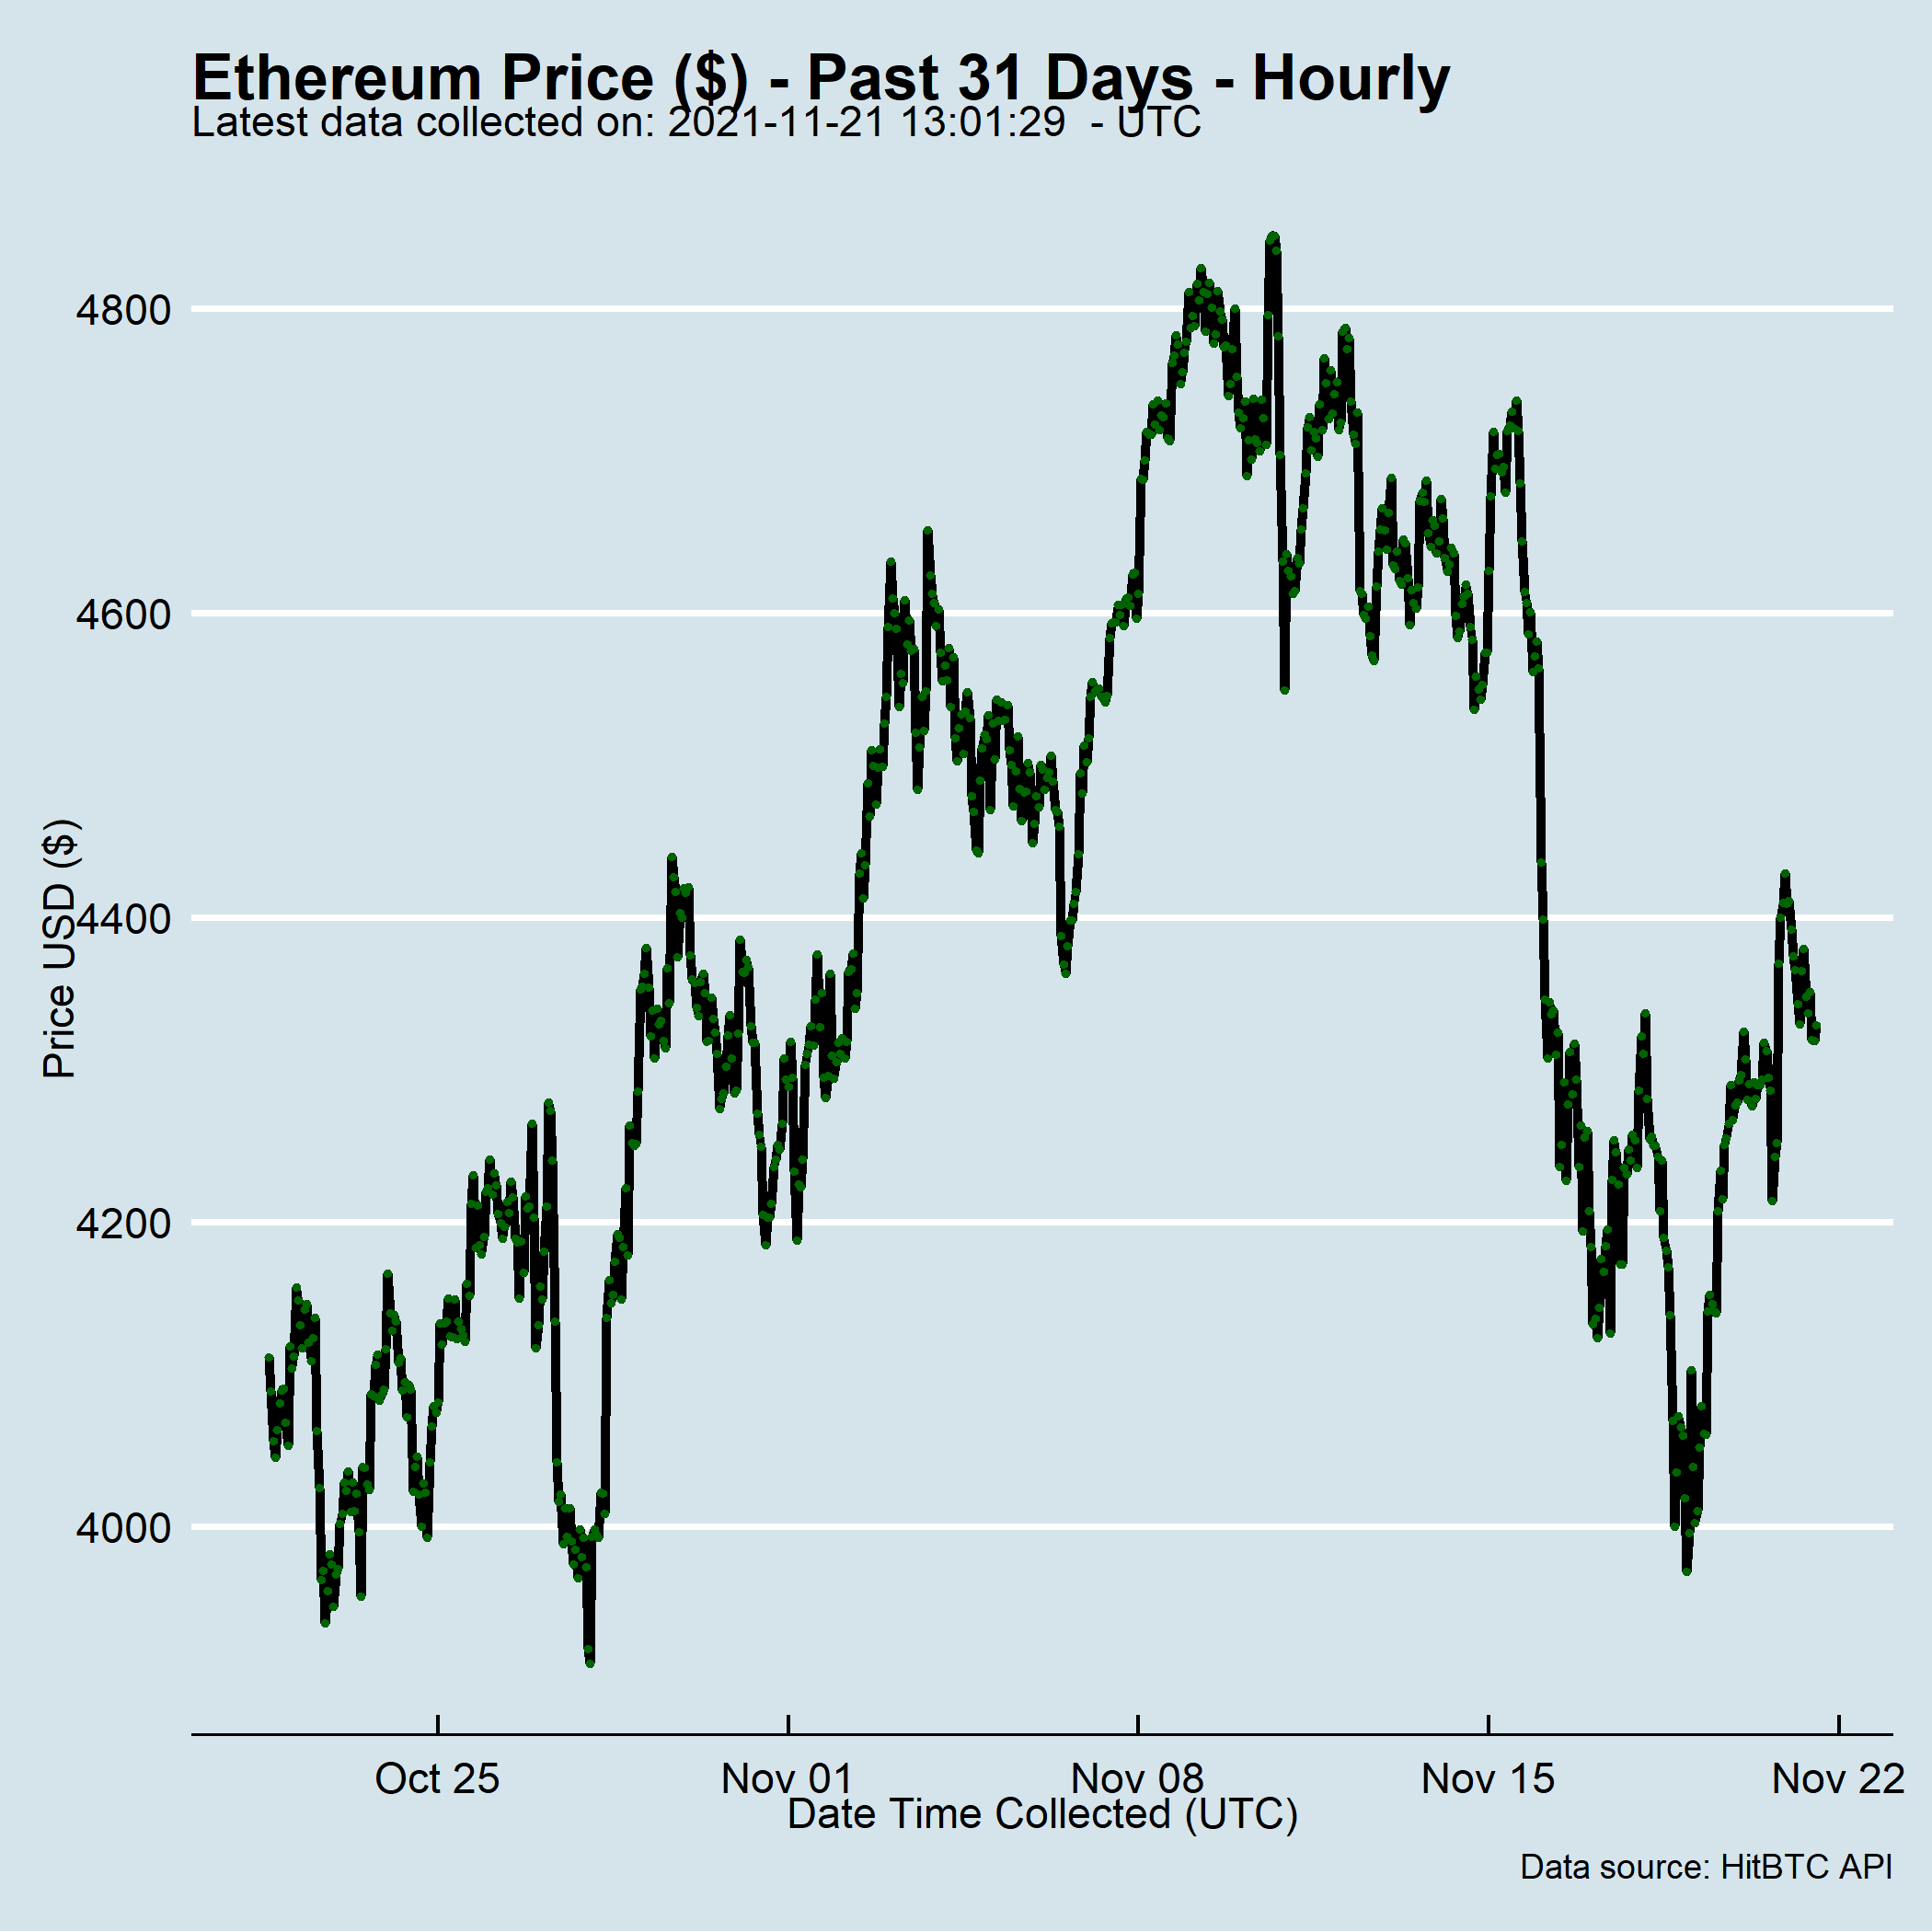 Ethereum Price ($) - Past 31 Days - Hourly
Latest data collected on: 2021-11-21 13:01:29  - UTC
Price USD ($)
4800
4600
4400
4200
4000
Oct 25
Nov 01
Nov 08
Nov 15
Nov 22
Date Time Collected (UTC)
Data source: HitBTC API